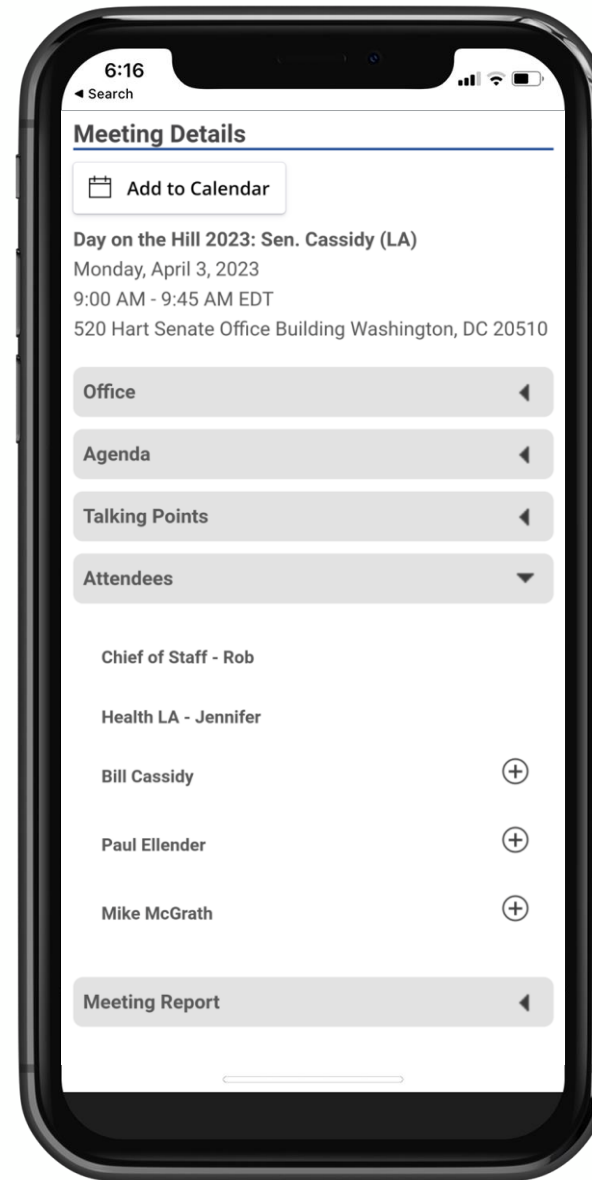 6:16
Search
Meeting Details
Add to Calendar
Day on the Hill 2023: Sen. Cassidy (LA)
Monday, April 3, 2023
9:00 AM - 9:45 AM EDT
520 Hart Senate Office Building Washington, DC 20510
Office
Agenda
Talking Points
Attendees
Chief of Staff - Rob
Health LA - Jennifer
Bill Cassidy
Paul Ellender
Mike McGrath
Meeting Report